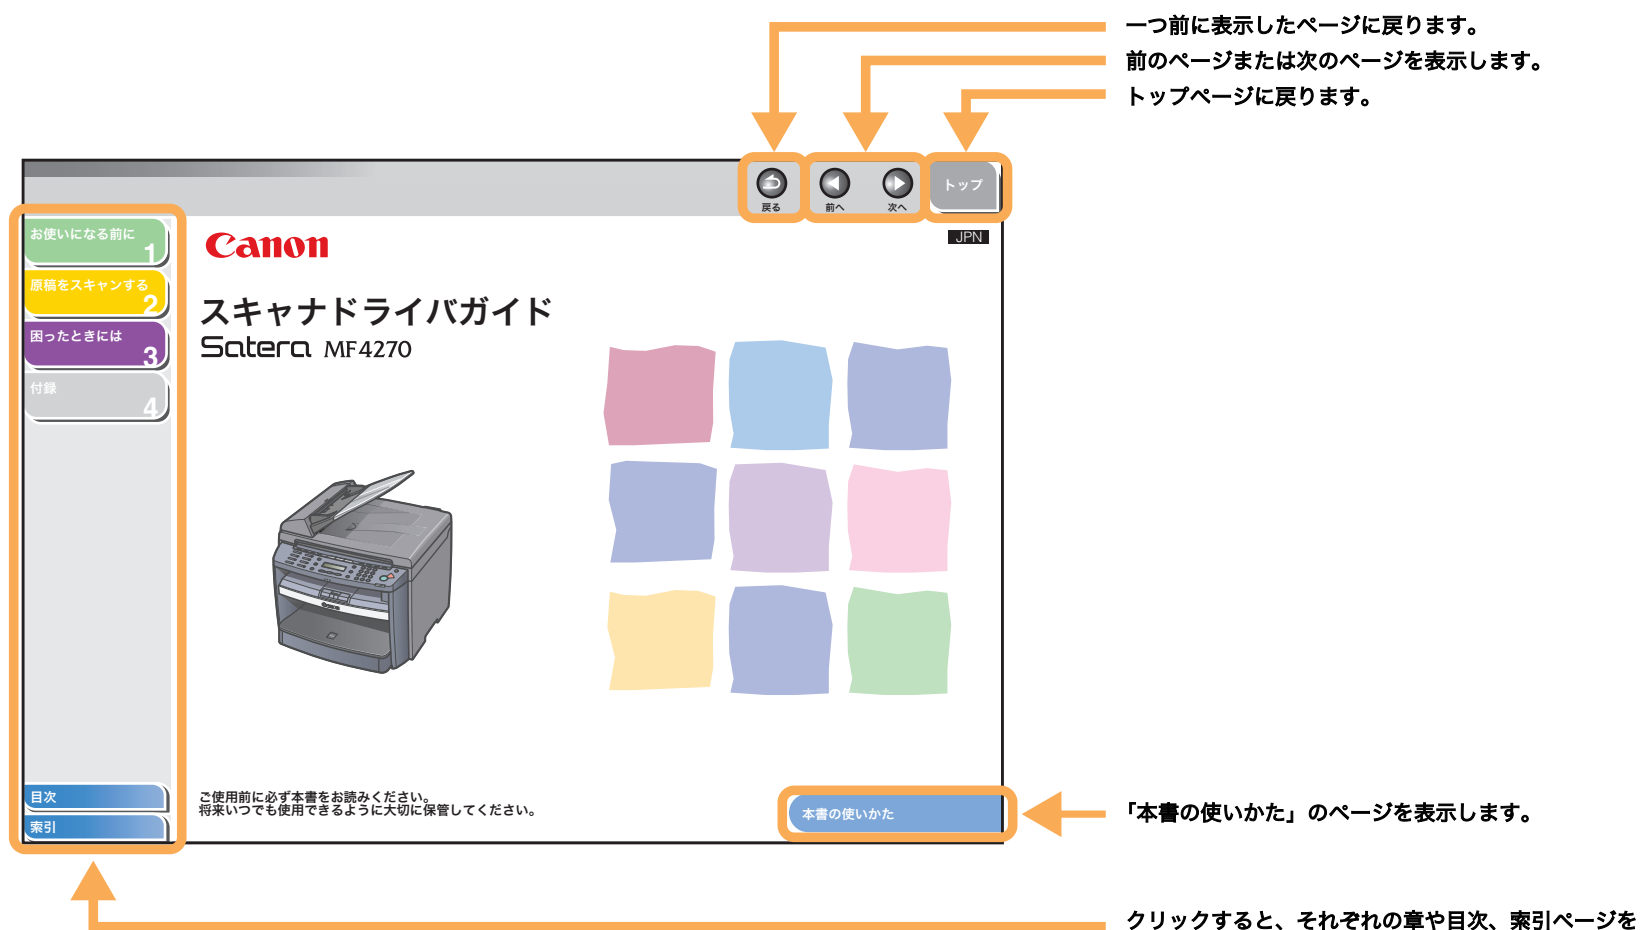 一つ前に表示したページに戻ります。
前のページまたは次のページを表示します。
トップページに戻ります。
戻る
前へ
次へ
トップ
JPN
お使いになる前に
1
原稿をスキャンする
2
困ったときには
3
付録
4
Canon
スキャナドライバガイド
Satera MF4270
Canon
目次
索引
ご使用前に必ず本書をお読みください。
将来いつでも使用できるように大切に保管してください。
本書の使いかた
「本書の使いかた」のページを表示します。
クリックすると、それぞれの章や目次、索引ページを